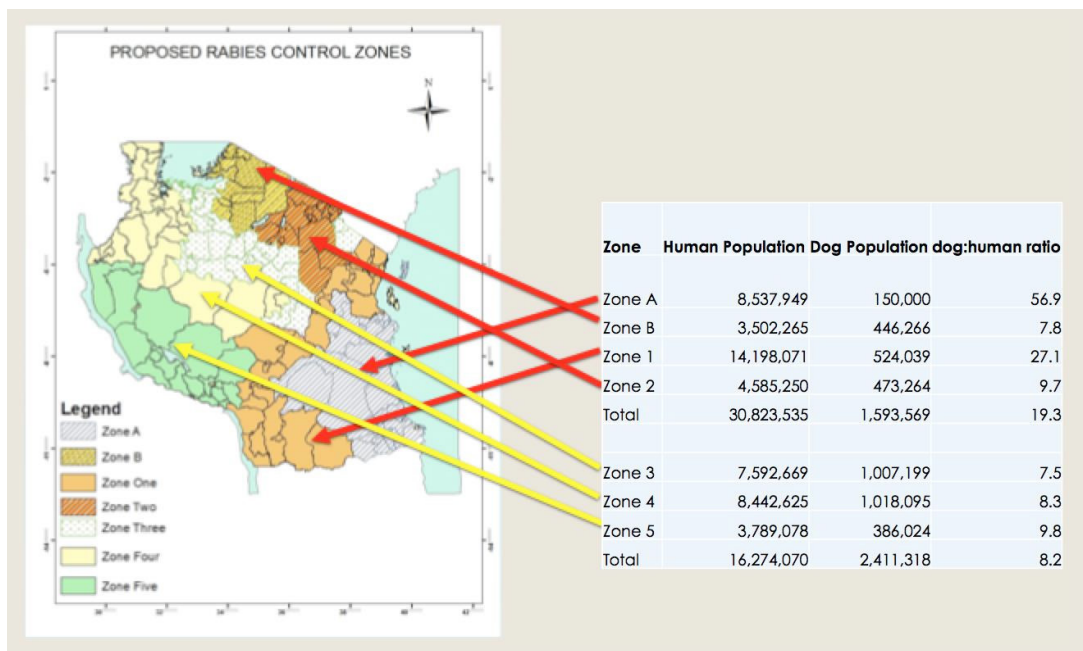 PROPOSED RABIES CONTROL ZONES
N
Legend
Zone A
Zone B
Zone One
Zone Two
Zone Three
Zone Four
Zone Five
Zone Human Population Dog Population dog:human ratio
Zone A 8,537,949 150,000 56.9
Zone B 3,502,265 446,266 7.8
Zone 1 14,198,071 524,039 27.1
Zone 2 4,585,250 473,264 9.7
Total 30,823,535 1,593,569 19.3
Zone 3 7,592,669 1,007,199 7.5
Zone 4 8,442,625 1,018,095 8.3
Zone 5 3,789,078 386,024 9.8
Total 16,274,070 2,411,318 8.2